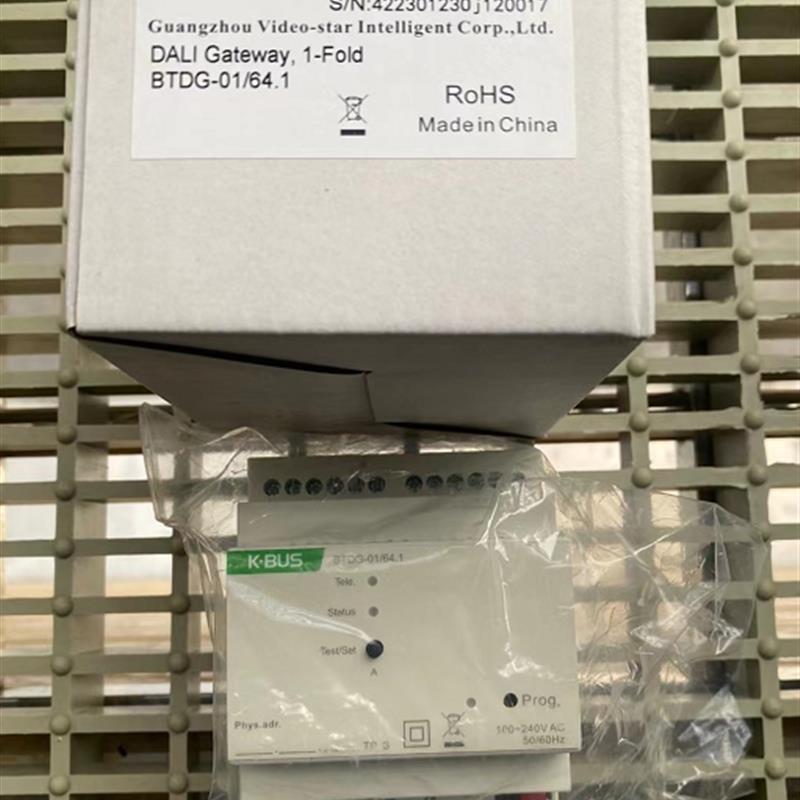 S/N:422301230j120017
Guangzhou Video-star Intelligent Corp.,Ltd.
DALI Gateway, 1-Fold
BTDG-01/64.1
RoHS
Made in China
K·BUS BTDG-01/64.1
Tele.
Status
Test/Set
A
Prog.
Phys.adr.
100~240V AC
50/60Hz